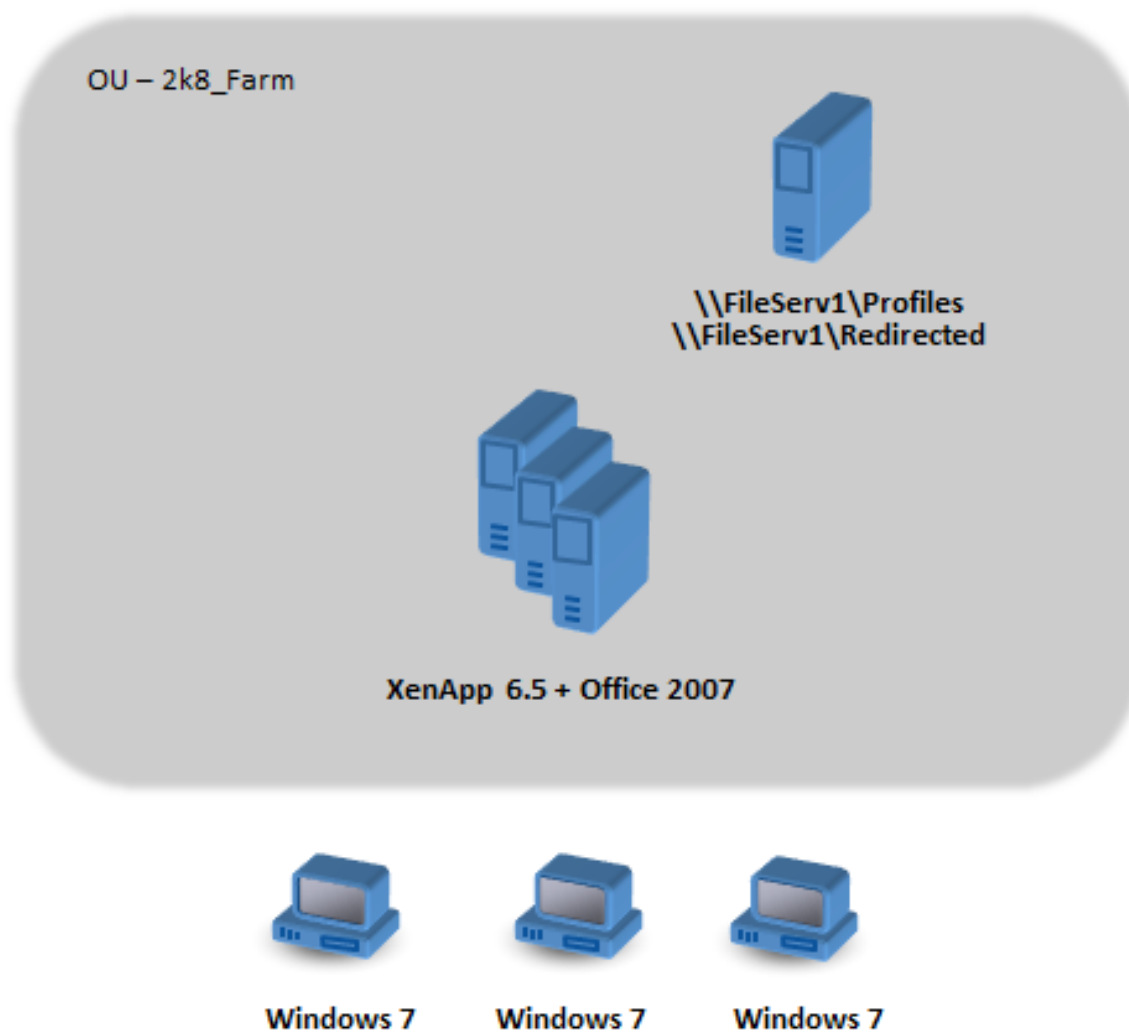 OU – 2k8_Farm
\\FileServ1\Profiles
\\FileServ1\Redirected
XenApp 6.5 + Office 2007
Windows 7
Windows 7
Windows 7